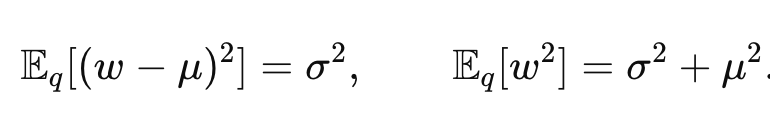 𝔼_q[(w − μ)²] = σ²,    𝔼_q[w²] = σ² + μ².